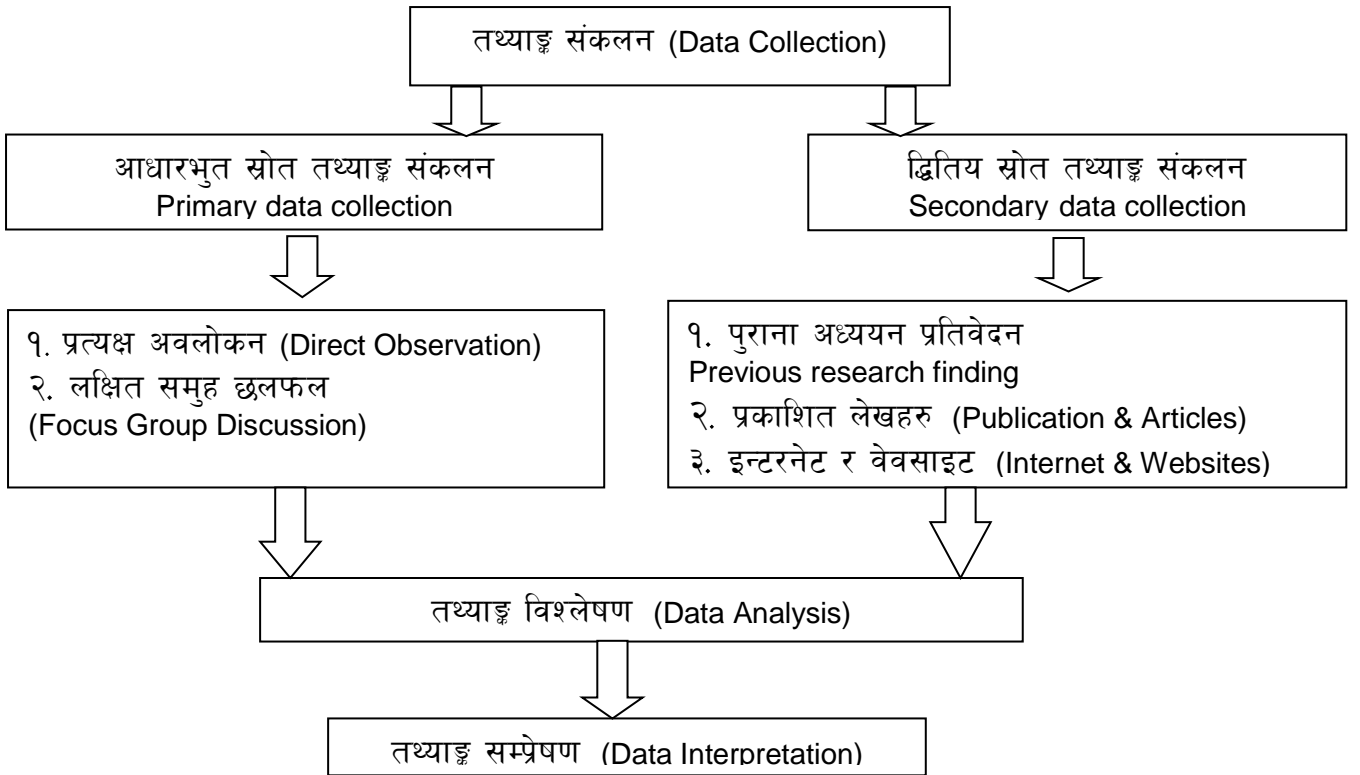 तथ्याङ्क संकलन (Data Collection)
आधारभुत स्रोत तथ्याङ्क संकलन
Primary data collection
द्धितिय स्रोत तथ्याङ्क संकलन
Secondary data collection
१. प्रत्यक्ष अवलोकन (Direct Observation)
२. लक्षित समुह छलफल
(Focus Group Discussion)
१. पुराना अध्ययन प्रतिवेदन
Previous research finding
२. प्रकाशित लेखहरु (Publication & Articles)
३. इन्टरनेट र वेवसाइट (Internet & Websites)
तथ्याङ्क विश्लेषण (Data Analysis)
तथ्याङ्क सम्प्रेषण (Data Interpretation)